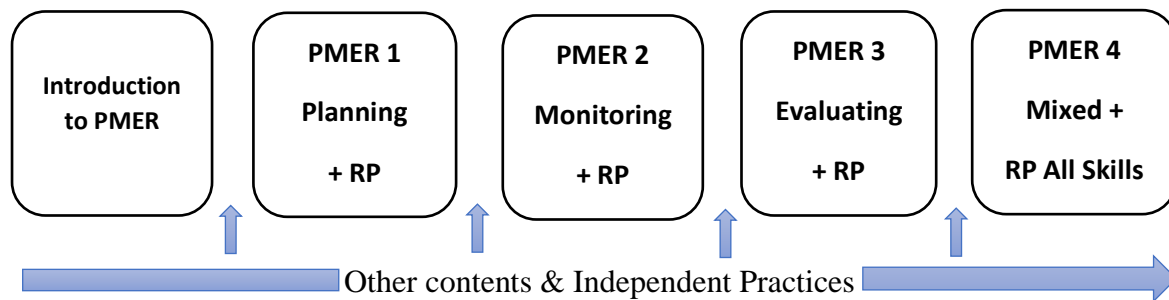 Introduction
to PMER
PMER 1
Planning
+ RP
PMER 2
Monitoring
+ RP
PMER 3
Evaluating
+ RP
PMER 4
Mixed +
RP All Skills
Other contents & Independent Practices